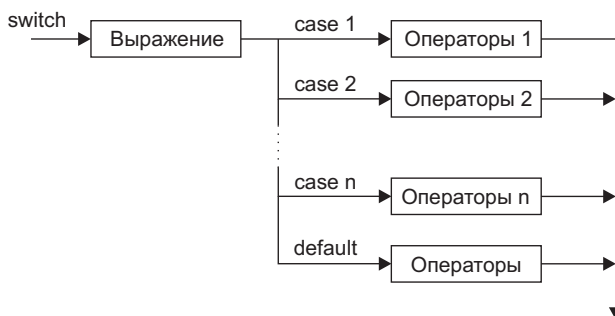 switch
Выражение
case 1
Операторы 1
case 2
Операторы 2
case n
Операторы n
default
Операторы